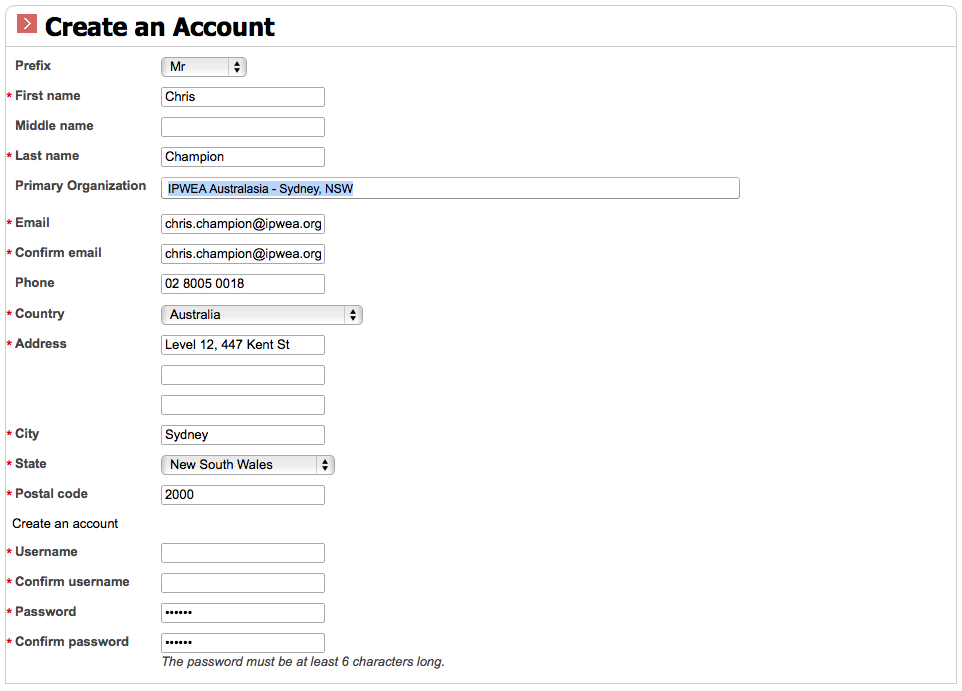 Create an Account
Prefix Mr
* First name Chris
Middle name
* Last name Champion
Primary Organization IPWEA Australasia - Sydney, NSW
* Email chris.champion@ipwea.org
* Confirm email chris.champion@ipwea.org
Phone 02 8005 0018
* Country Australia
* Address Level 12, 447 Kent St
* City Sydney
* State New South Wales
* Postal code 2000
Create an account
* Username
* Confirm username
* Password ••••••
* Confirm password ••••••
The password must be at least 6 characters long.